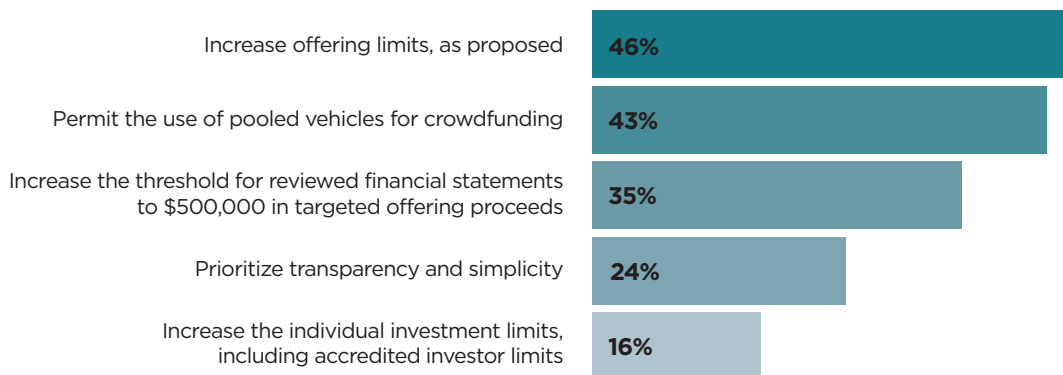 Increase offering limits, as proposed
46%
Permit the use of pooled vehicles for crowdfunding
43%
Increase the threshold for reviewed financial statements
to $500,000 in targeted offering proceeds
35%
Prioritize transparency and simplicity
24%
Increase the individual investment limits,
including accredited investor limits
16%